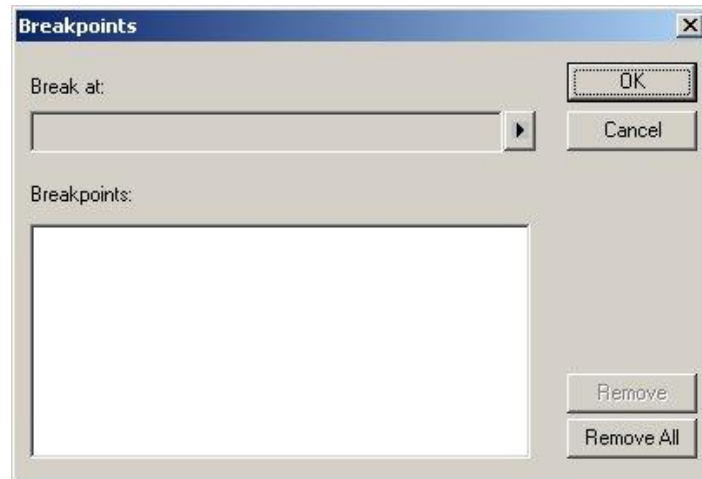 Breakpoints
Break at:
OK
Cancel
Breakpoints:
Remove
Remove All